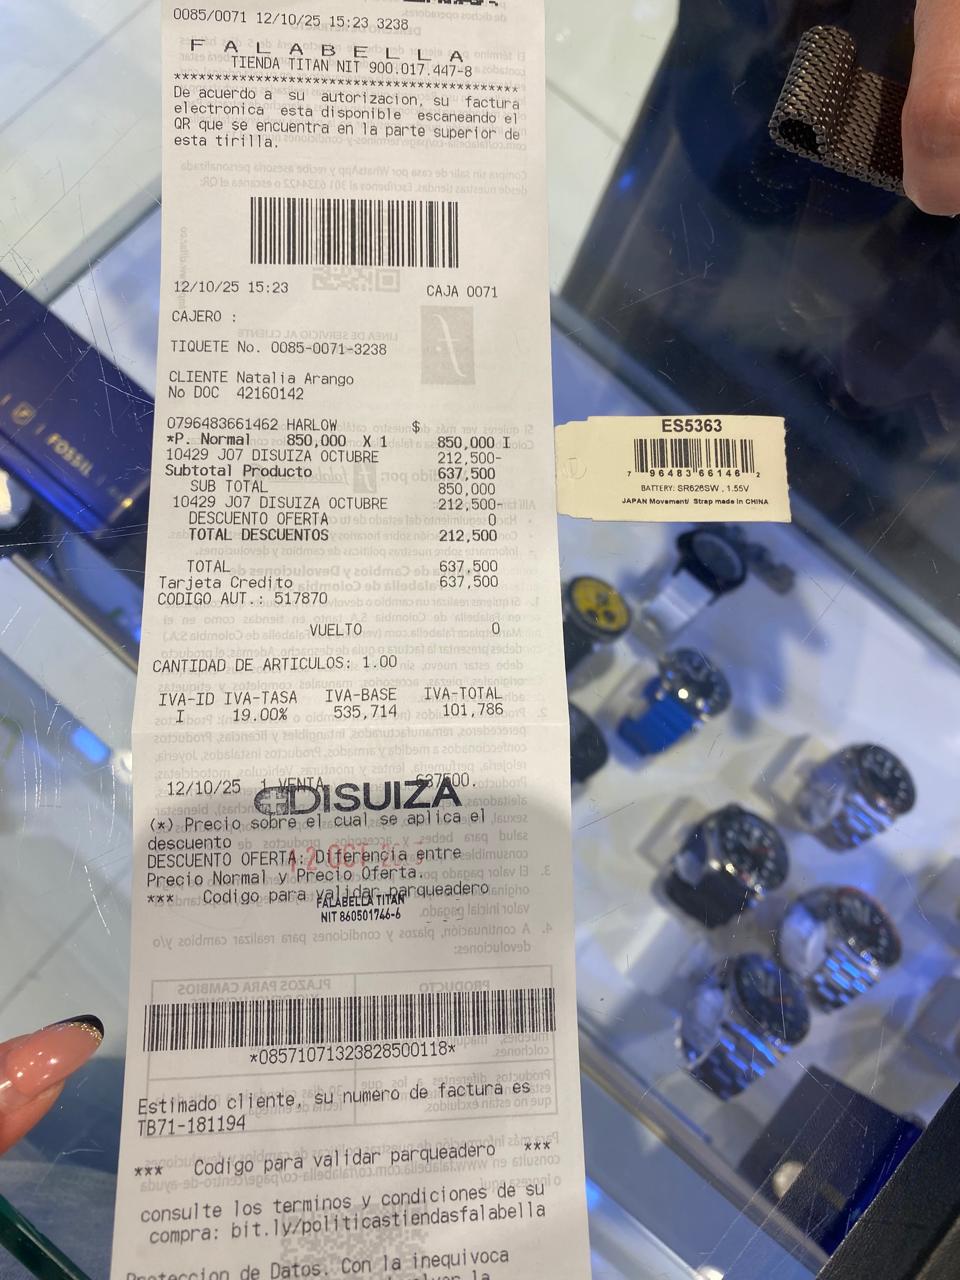 0085/0071 12/10/25 15:23 3238
FALABELLA
TIENDA TITAN NIT 900.017.447-8
De acuerdo a su autorizacion, su factura
electronica esta disponible escaneando el
QR que se encuentra en la parte superior de
esta tirilla.
12/10/25 15:23 CAJA 0071
CAJERO :
TIQUETE No. 0085-0071-3238
CLIENTE Natalia Arango
No DOC 42160142
0796483661462 HARLOW $
*P. Normal 850,000 X 1 850,000 I
10429 J07 DISUIZA OCTUBRE 212,500-
Subtotal Producto 637,500
SUB TOTAL 850,000
10429 J07 DISUIZA OCTUBRE 212,500-
DESCUENTO OFERTA 0
TOTAL DESCUENTOS 212,500
TOTAL 637,500
Tarjeta Credito 637,500
CODIGO AUT.: 517870
VUELTO 0
CANTIDAD DE ARTICULOS: 1.00
IVA-ID IVA-TASA IVA-BASE IVA-TOTAL
I 19.00% 535,714 101,786
12/10/25 1 VENTA 637500.
DISUIZA
(*) Precio sobre el cual se aplica el
descuento
DESCUENTO OFERTA: Diferencia entre
Precio Normal y Precio Oferta.
*** Codigo para validar parqueadero
FALABELLA TITAN
NIT 860501746-6
*08571071323828500118*
Estimado cliente, su numero de factura es
TB71-181194
*** Codigo para validar parqueadero ***
consulte los terminos y condiciones de su
compra: bit.ly/politicastiendasfalabella
Proteccion de Datos. Con la inequivoca
ES5363
7 96483 66146 2
BATTERY: SR626SW , 1.55V
JAPAN Movement/ Strap made in CHINA
FOSSIL